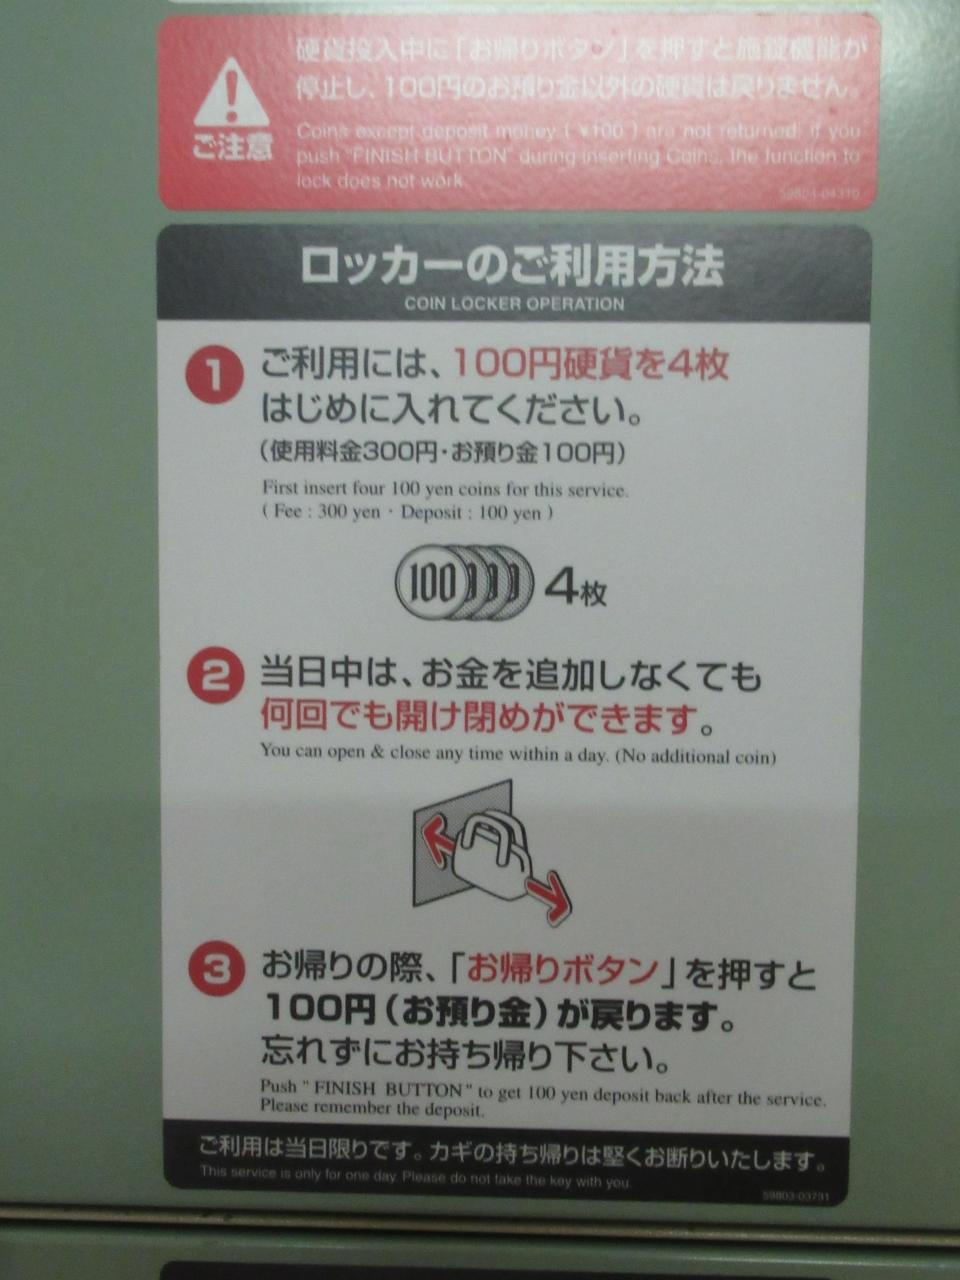 硬貨投入中に「お帰りボタン」を押すと施錠機能が
停止し、100円のお預り金以外の硬貨は戻りません。
ご注意
Coins except deposit money ( ¥100 ) are not returned, if you
push "FINISH BUTTON" during inserting Coins, the function to
lock does not work.
ロッカーのご利用方法
COIN LOCKER OPERATION
1 ご利用には、100円硬貨を4枚
はじめに入れてください。
(使用料金300円・お預り金100円)
First insert four 100 yen coins for this service.
( Fee : 300 yen ・ Deposit : 100 yen )
100 4枚
2 当日中は、お金を追加しなくても
何回でも開け閉めができます。
You can open & close any time within a day. (No additional coin)
3 お帰りの際、「お帰りボタン」を押すと
100円(お預り金)が戻ります。
忘れずにお持ち帰り下さい。
Push " FINISH BUTTON " to get 100 yen deposit back after the service.
Please remember the deposit.
ご利用は当日限りです。カギの持ち帰りは堅くお断りいたします。
This service is only for one day. Please do not take the key with you.
59803-03731